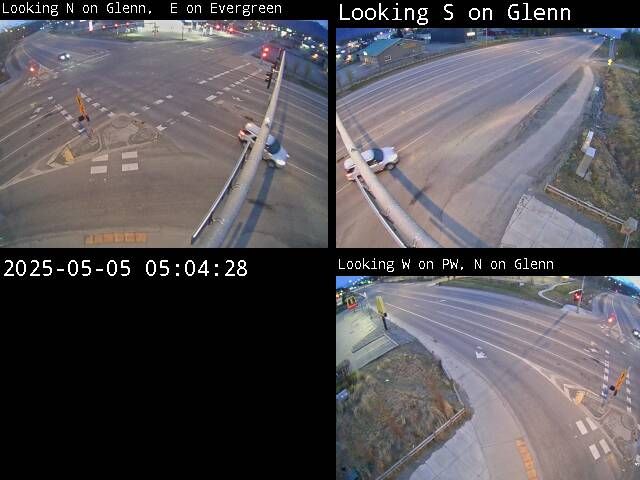 Looking N on Glenn,  E on Evergreen
Looking S on Glenn
2025-05-05 05:04:28
Looking W on PW, N on Glenn